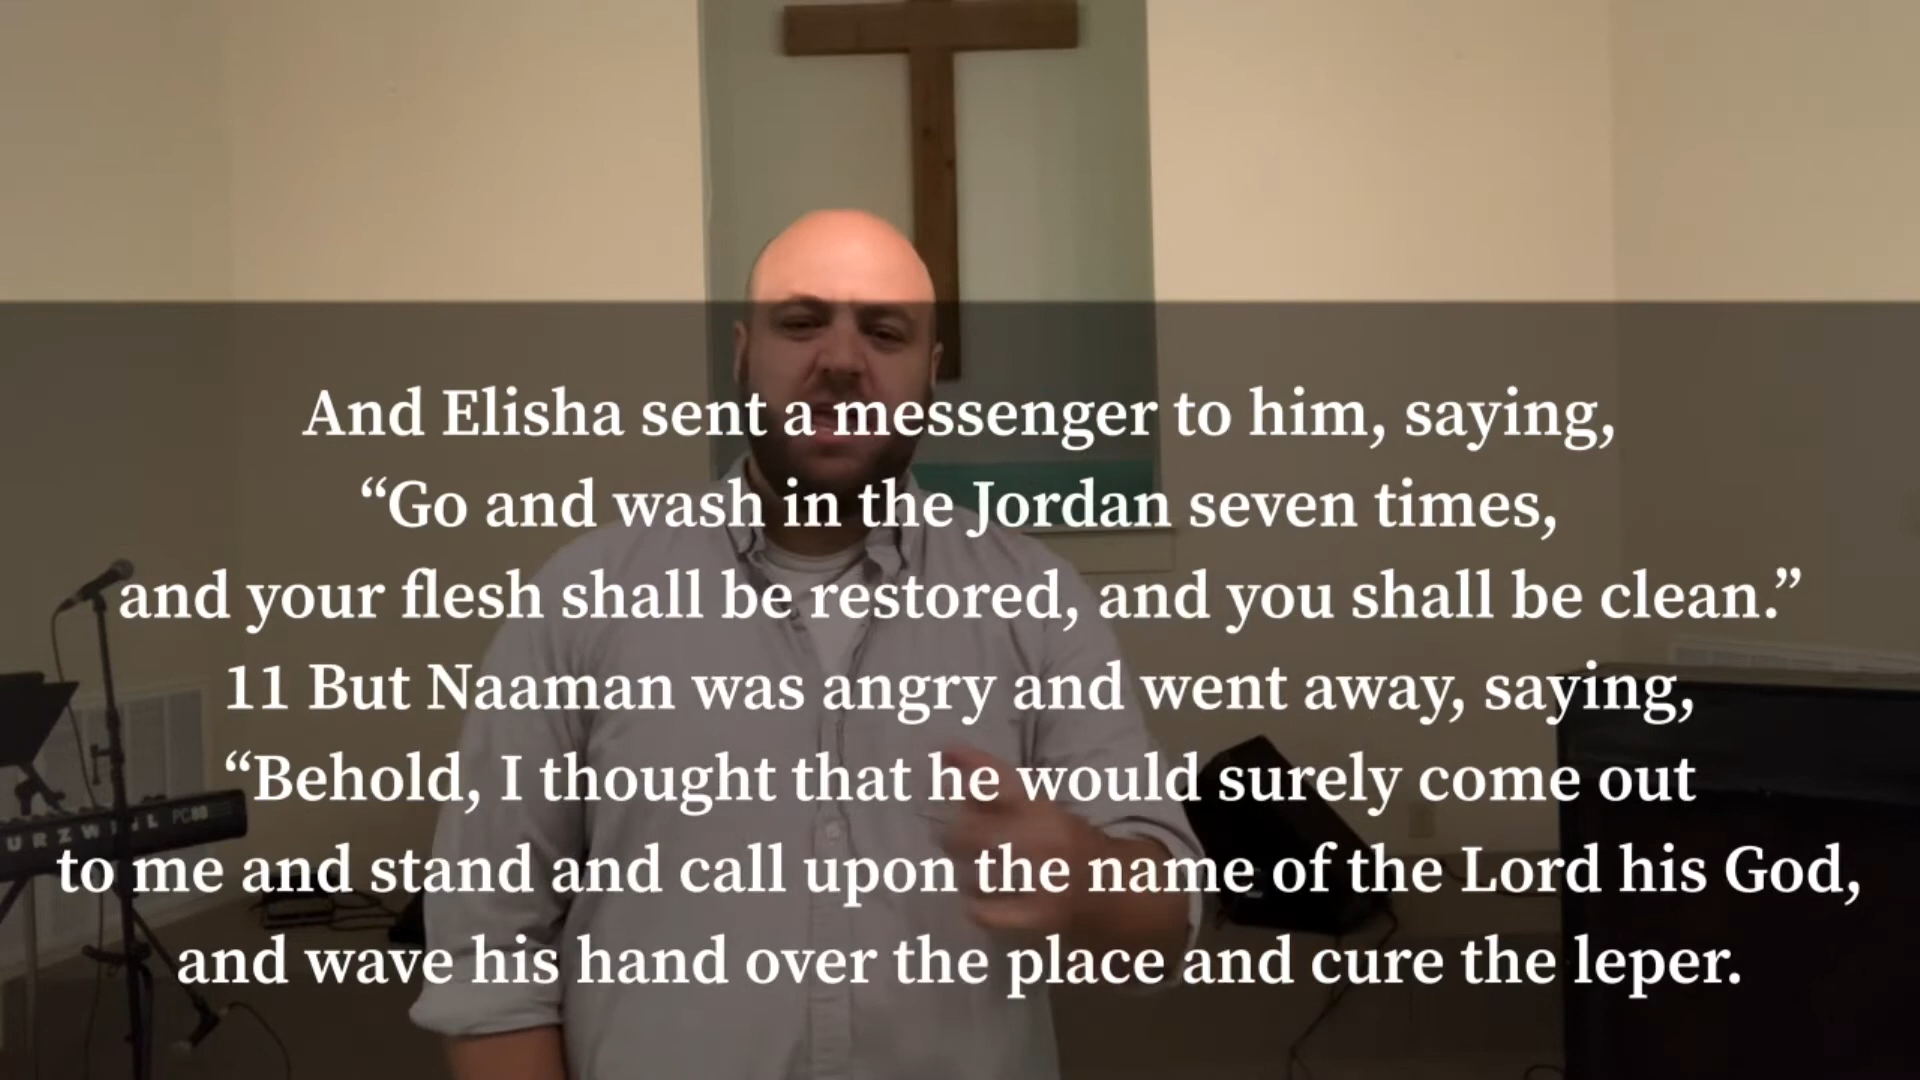 And Elisha sent a messenger to him, saying,
“Go and wash in the Jordan seven times,
and your flesh shall be restored, and you shall be clean.”
11 But Naaman was angry and went away, saying,
“Behold, I thought that he would surely come out
to me and stand and call upon the name of the Lord his God,
and wave his hand over the place and cure the leper.
URZWEIL PC88